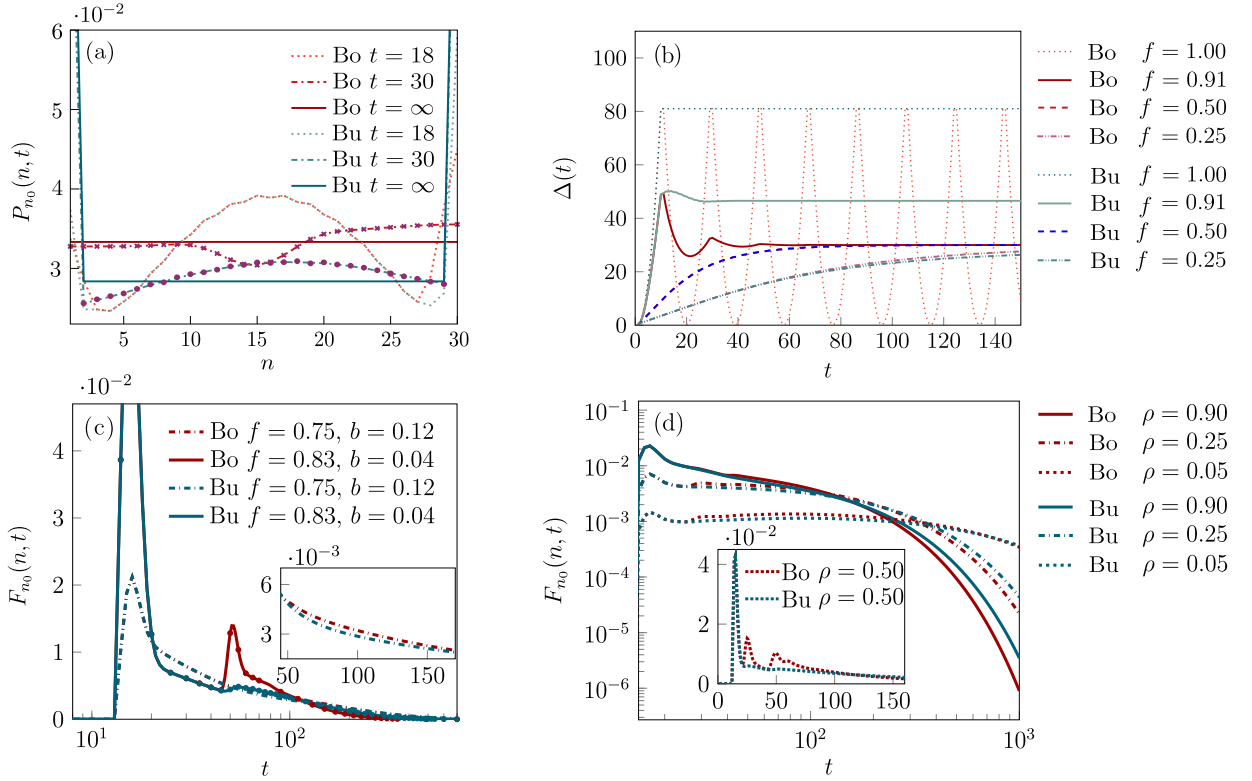 ·10⁻²
(a)
Bo t = 18
Bo t = 30
Bo t = ∞
Bu t = 18
Bu t = 30
Bu t = ∞
6
5
4
3
P_{n_0}(n, t)
5 10 15 20 25 30
n
(b)
100
80
60
40
20
0
Δ(t)
0 20 40 60 80 100 120 140
t
Bo f = 1.00
Bo f = 0.91
Bo f = 0.50
Bo f = 0.25
Bu f = 1.00
Bu f = 0.91
Bu f = 0.50
Bu f = 0.25
·10⁻²
(c)
Bo f = 0.75, b = 0.12
Bo f = 0.83, b = 0.04
Bu f = 0.75, b = 0.12
Bu f = 0.83, b = 0.04
4
2
1
0
F_{n_0}(n, t)
·10⁻³
6
3
50 100 150
10¹ 10²
t
(d)
10⁻¹
10⁻²
10⁻³
10⁻⁴
10⁻⁵
10⁻⁶
F_{n_0}(n, t)
·10⁻²
Bo ρ = 0.50
Bu ρ = 0.50
4
2
0
0 50 100 150
10² 10³
t
Bo ρ = 0.90
Bo ρ = 0.25
Bo ρ = 0.05
Bu ρ = 0.90
Bu ρ = 0.25
Bu ρ = 0.05